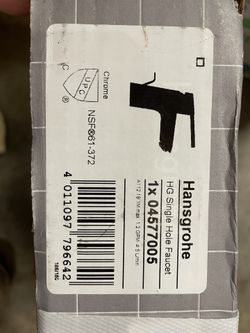 Hansgrohe
HG Single Hole Faucet
1x 04577005
Chrome
UPC
®
NSF®61-372
4 011097 796642